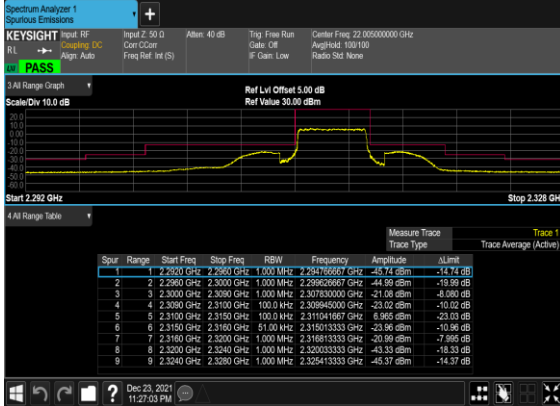 Spectrum Analyzer 1
Spurious Emissions
+
KEYSIGHT Input: RF Input Z: 50 Ω Atten: 40 dB Trig: Free Run Center Freq: 22.005000000 GHz
RL Coupling: DC Corr CCorr Gate: Off Avg|Hold: 100/100
Align: Auto Freq Ref: Int (S) IF Gain: Low Radio Std: None
PASS
3 All Range Graph
Ref Lvl Offset 5.00 dB
Scale/Div 10.0 dB Ref Value 30.00 dBm
20.0
10.0
0.00
-10.0
-20.0
-30.0
-40.0
-50.0
-60.0
Start 2.292 GHz Stop 2.328 GH
4 All Range Table
Measure Trace Trace 1
Trace Type Trace Average (Active)
Spur Range Start Freq Stop Freq RBW Frequency Amplitude ΔLimit
1 1 2.2920 GHz 2.2960 GHz 1.000 MHz 2.294766667 GHz -45.74 dBm -14.74 dB
2 2 2.2960 GHz 2.3000 GHz 1.000 MHz 2.299626667 GHz -44.99 dBm -19.99 dB
3 3 2.3000 GHz 2.3090 GHz 1.000 MHz 2.307830000 GHz -21.08 dBm -8.080 dB
4 4 2.3090 GHz 2.3100 GHz 100.0 kHz 2.309945000 GHz -23.02 dBm -10.02 dB
5 5 2.3100 GHz 2.3150 GHz 100.0 kHz 2.311041667 GHz 6.965 dBm -23.03 dB
6 6 2.3150 GHz 2.3160 GHz 51.00 kHz 2.315013333 GHz -23.96 dBm -10.96 dB
7 7 2.3160 GHz 2.3200 GHz 1.000 MHz 2.316813333 GHz -20.99 dBm -7.995 dB
8 8 2.3200 GHz 2.3240 GHz 1.000 MHz 2.320033333 GHz -43.33 dBm -18.33 dB
9 9 2.3240 GHz 2.3280 GHz 1.000 MHz 2.325413333 GHz -45.37 dBm -14.37 dB
? Dec 23, 2021
11:27:03 PM